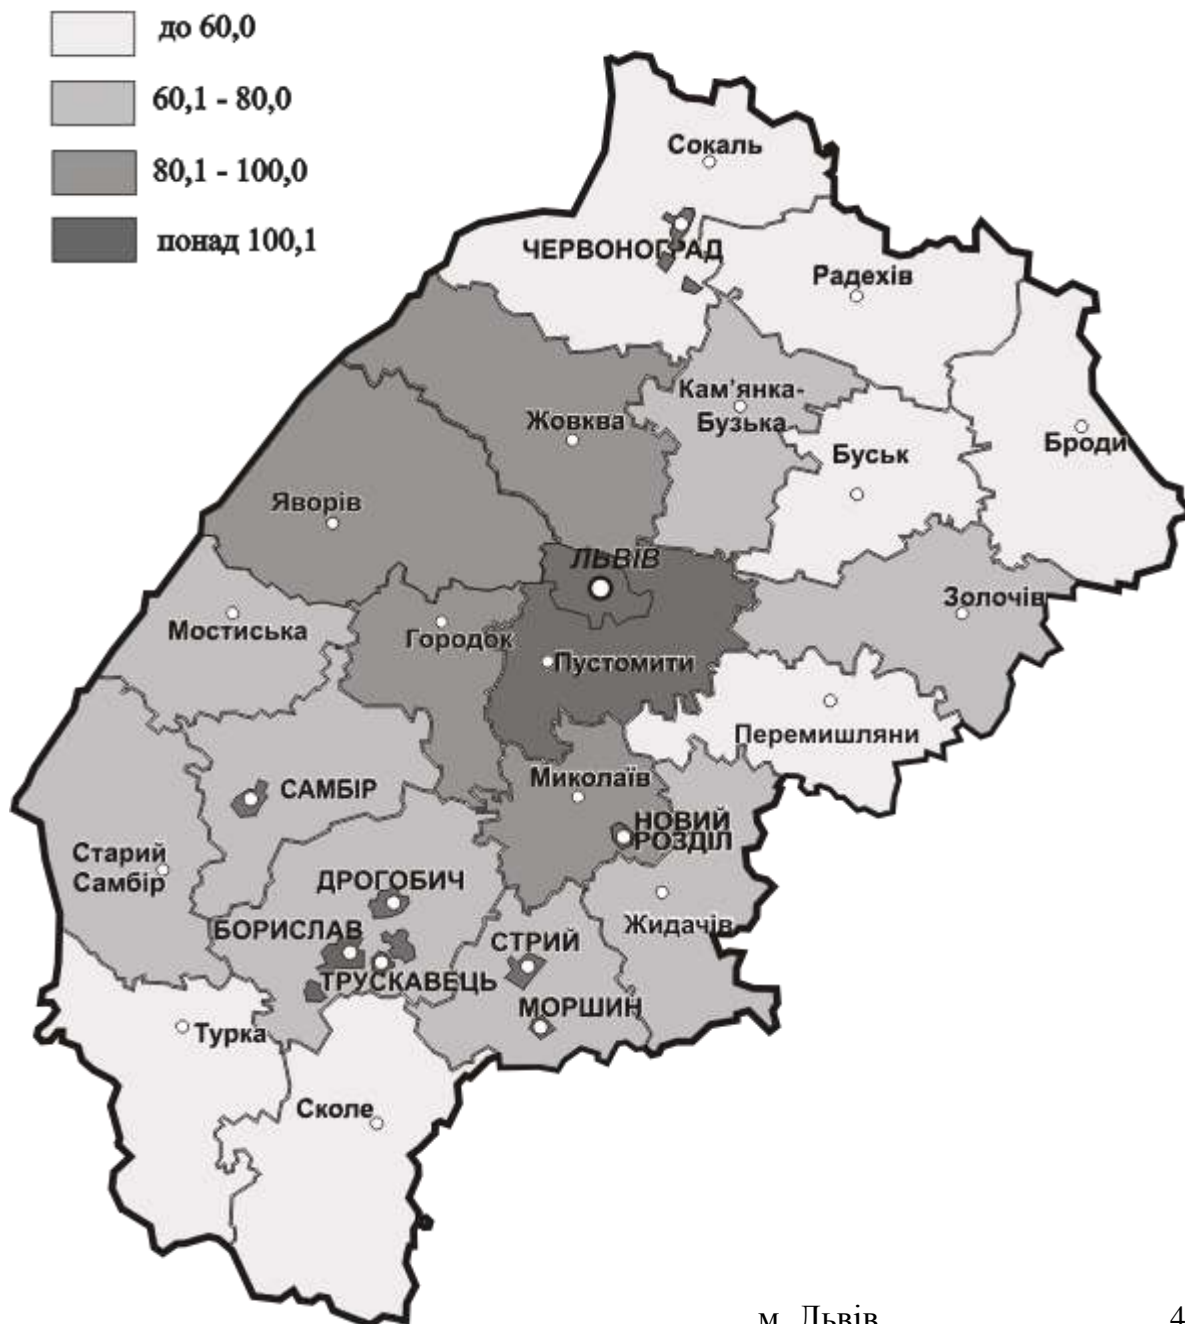 до 60,0
60,1 - 80,0
80,1 - 100,0
понад 100,1
Сокаль
ЧЕРВОНОГРАД
Радехів
Кам’янка-
Бузька
Жовква
Броди
Буськ
Яворів
ЛЬВІВ
Золочів
Мостиська
Городок
Пустомити
Перемишляни
Миколаїв
САМБІР
НОВИЙ
РОЗДІЛ
Старий
Самбір
ДРОГОБИЧ
Жидачів
БОРИСЛАВ
СТРИЙ
ТРУСКАВЕЦЬ
МОРШИН
Турка
Сколе
м. Львів 4